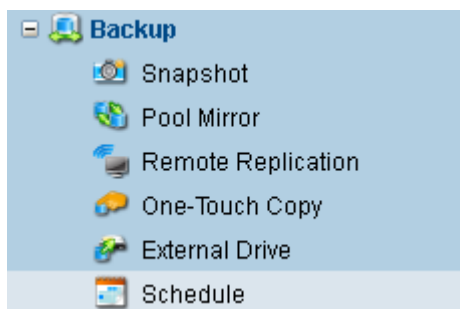 Backup
Snapshot
Pool Mirror
Remote Replication
One-Touch Copy
External Drive
Schedule